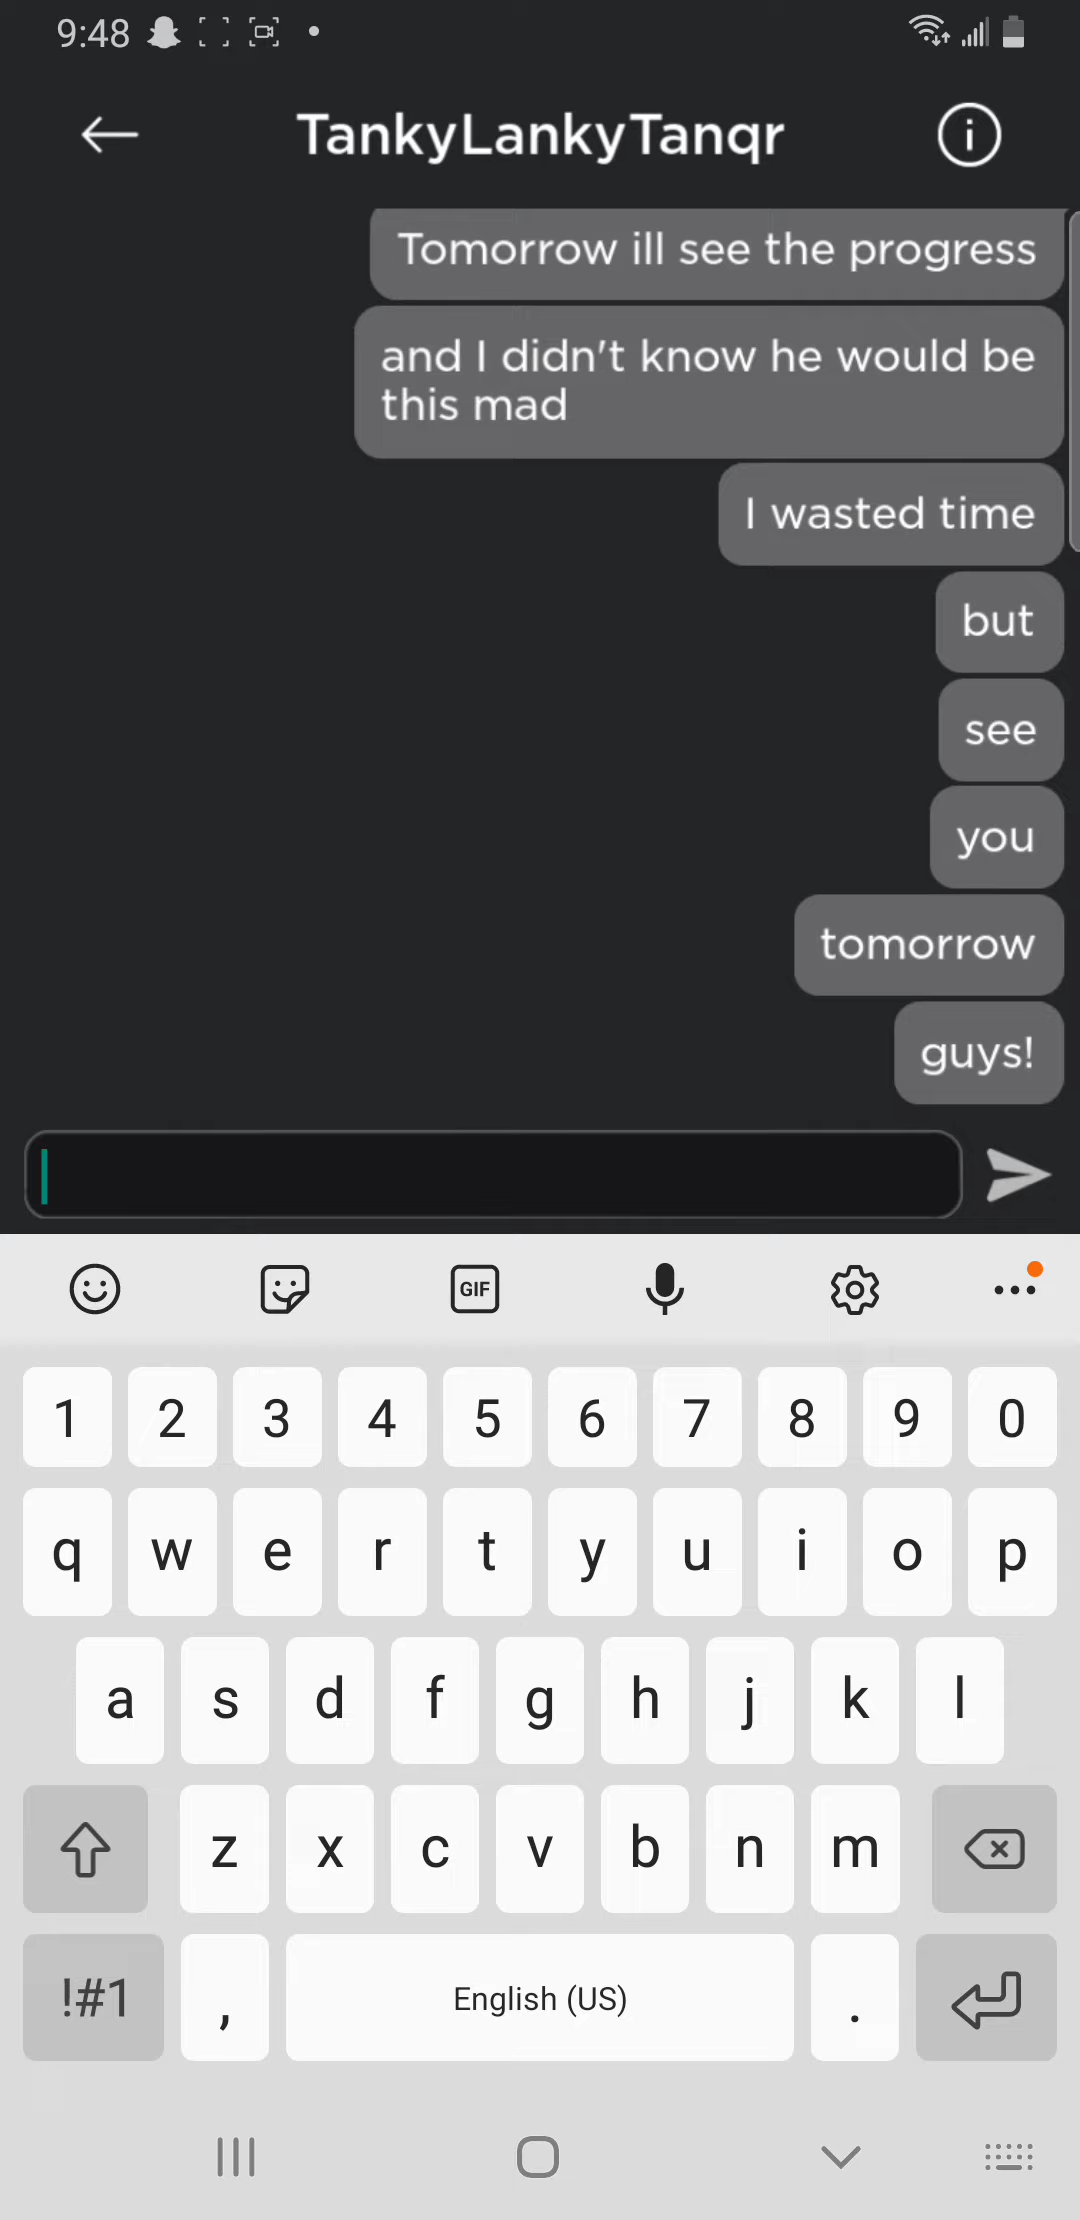 9:48
TankyLankyTanqr
Tomorrow ill see the progress
and I didn't know he would be
this mad
I wasted time
but
see
you
tomorrow
guys!
GIF
1 2 3 4 5 6 7 8 9 0
q w e r t y u i o p
a s d f g h j k l
z x c v b n m
!#1 , English (US) .